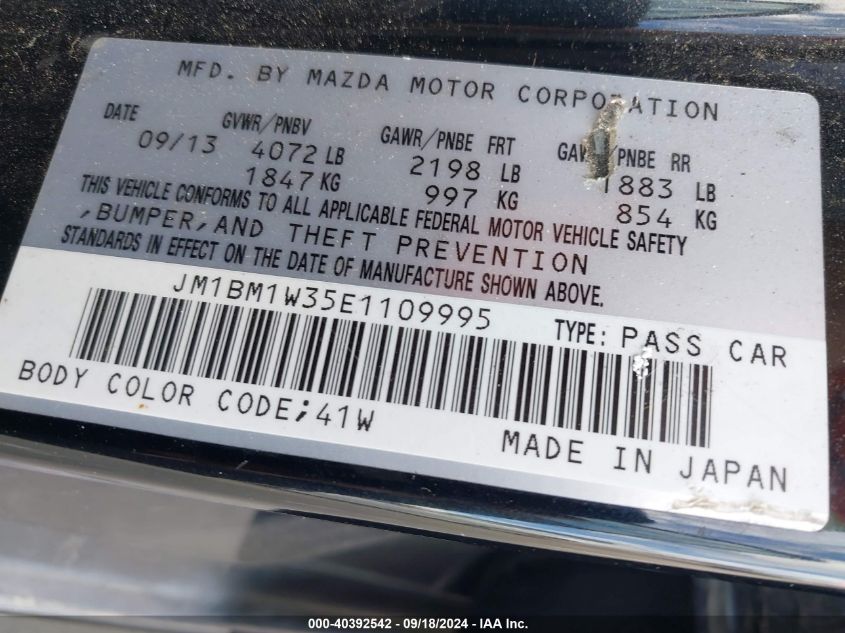 MFD. BY MAZDA MOTOR CORPORATION
DATE GVWR/PNBV GAWR/PNBE FRT GAWR/PNBE RR
09/13 4072 LB 2198 LB 1883 LB
1847 KG 997 KG 854 KG
THIS VEHICLE CONFORMS TO ALL APPLICABLE FEDERAL MOTOR VEHICLE SAFETY
,BUMPER,AND THEFT PREVENTION
STANDARDS IN EFFECT ON THE DATE OF MANUFACTURE SHOWN ABOVE.
JM1BM1W35E1109995 TYPE: PASS CAR
BODY COLOR CODE;41W MADE IN JAPAN
000-40392542 - 09/18/2024 - IAA Inc.